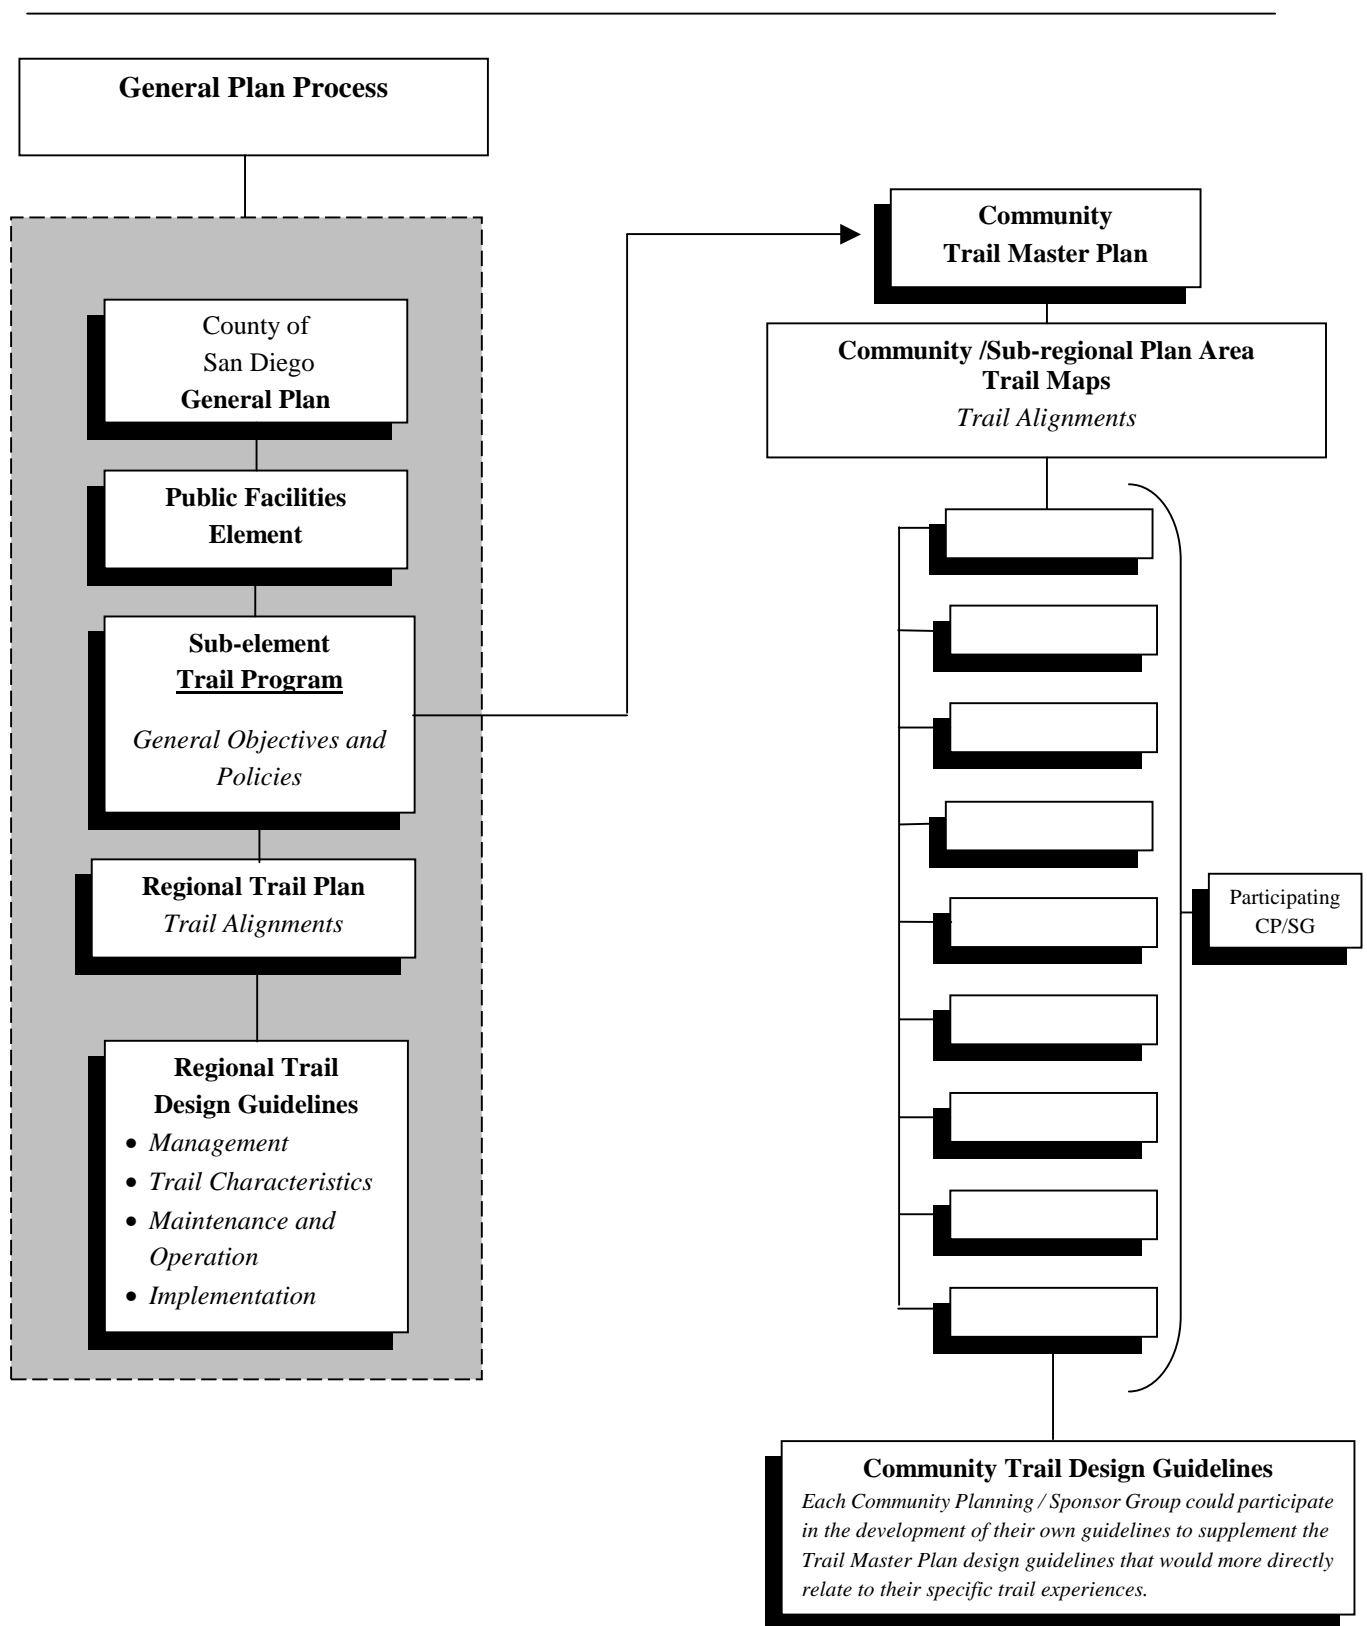 General Plan Process
County of
San Diego
General Plan
Public Facilities
Element
Sub-element
Trail Program
General Objectives and
Policies
Regional Trail Plan
Trail Alignments
Regional Trail
Design Guidelines
• Management
• Trail Characteristics
• Maintenance and
Operation
• Implementation
Community
Trail Master Plan
Community /Sub-regional Plan Area
Trail Maps
Trail Alignments
Participating
CP/SG
Community Trail Design Guidelines
Each Community Planning / Sponsor Group could participate
in the development of their own guidelines to supplement the
Trail Master Plan design guidelines that would more directly
relate to their specific trail experiences.